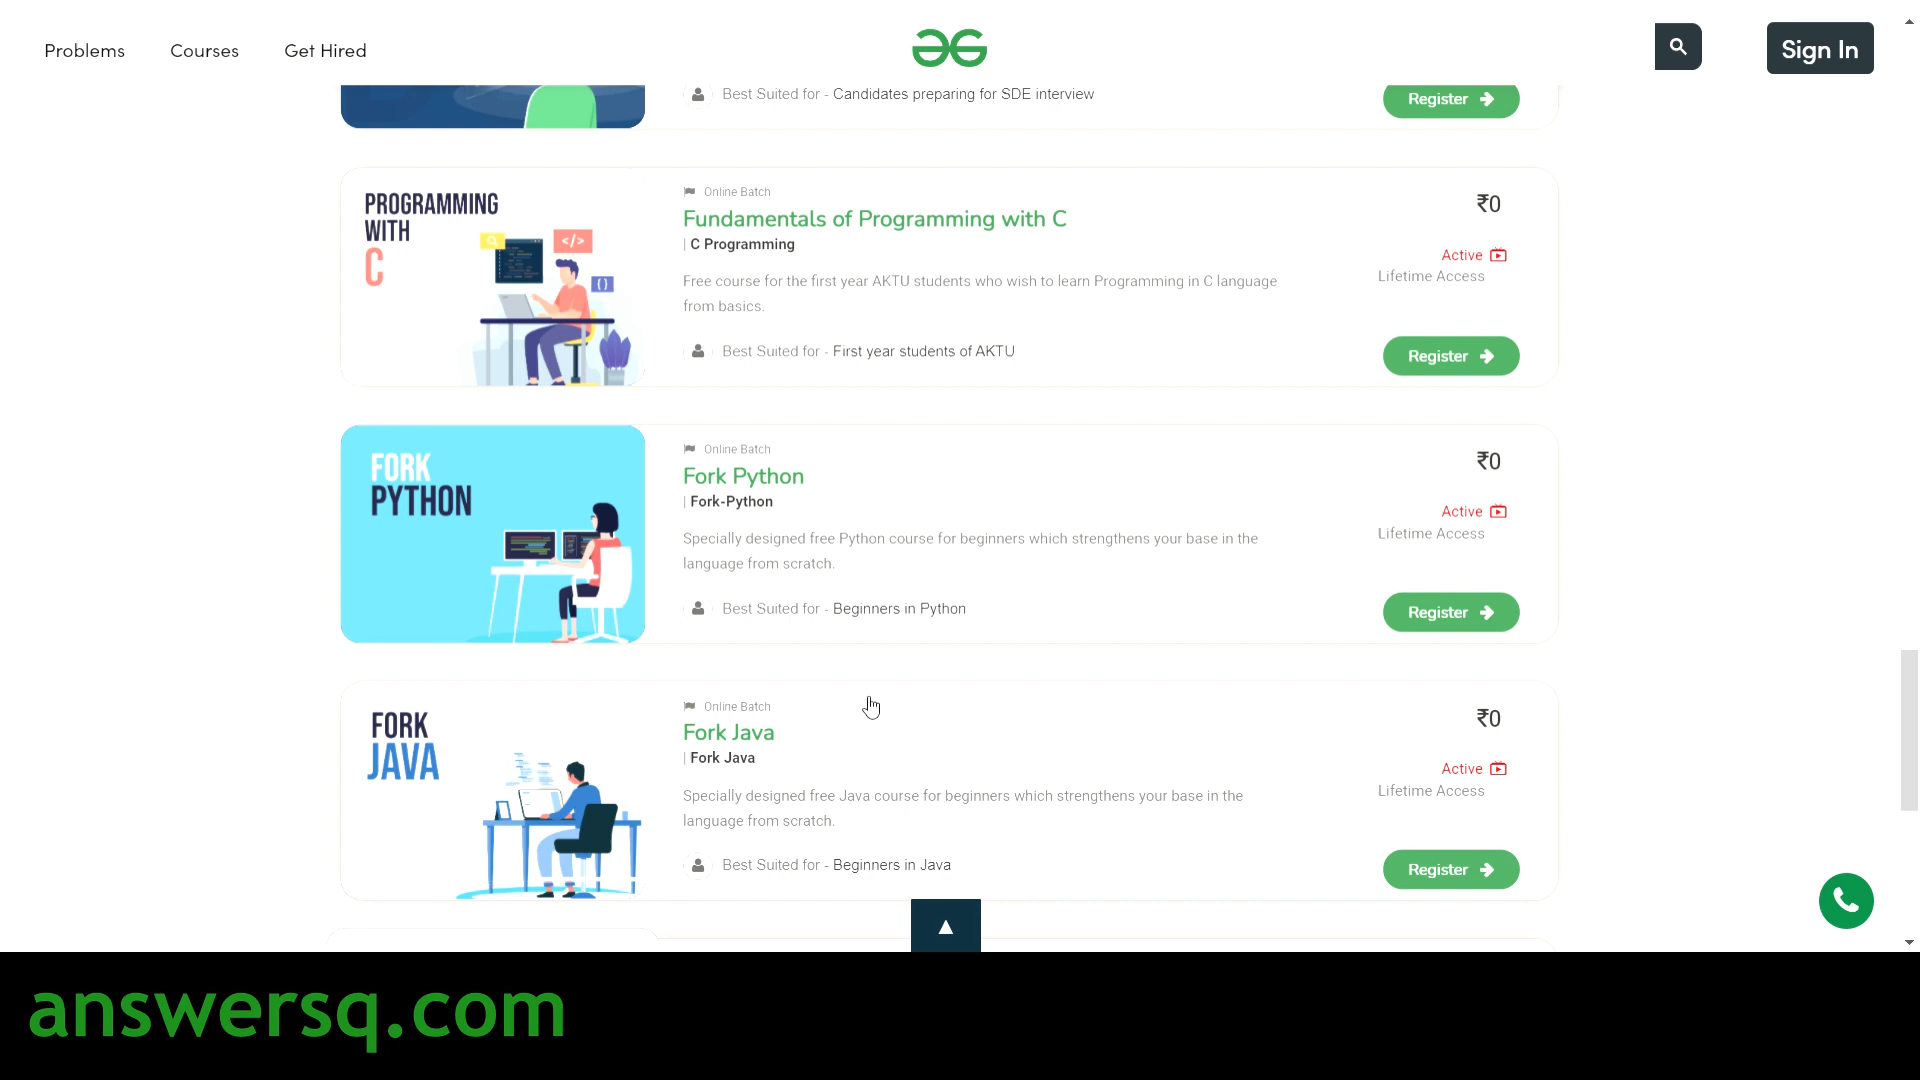 Problems Courses Get Hired Sign In
Best Suited for - Candidates preparing for SDE interview
Register
PROGRAMMING
WITH
C
</>
{}
Online Batch
Fundamentals of Programming with C
| C Programming
Free course for the first year AKTU students who wish to learn Programming in C language
from basics.
Best Suited for - First year students of AKTU
₹0
Active
Lifetime Access
Register
FORK
PYTHON
Online Batch
Fork Python
| Fork-Python
Specially designed free Python course for beginners which strengthens your base in the
language from scratch.
Best Suited for - Beginners in Python
₹0
Active
Lifetime Access
Register
FORK
JAVA
Online Batch
Fork Java
| Fork Java
Specially designed free Java course for beginners which strengthens your base in the
language from scratch.
Best Suited for - Beginners in Java
₹0
Active
Lifetime Access
Register
answersq.com